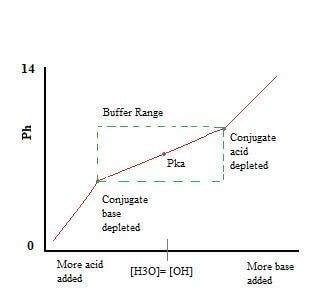 14
Buffer Range
Ph
Pka
Conjugate
acid
depleted
Conjugate
base
depleted
0
More acid
added
[H3O]= [OH]
More base
added